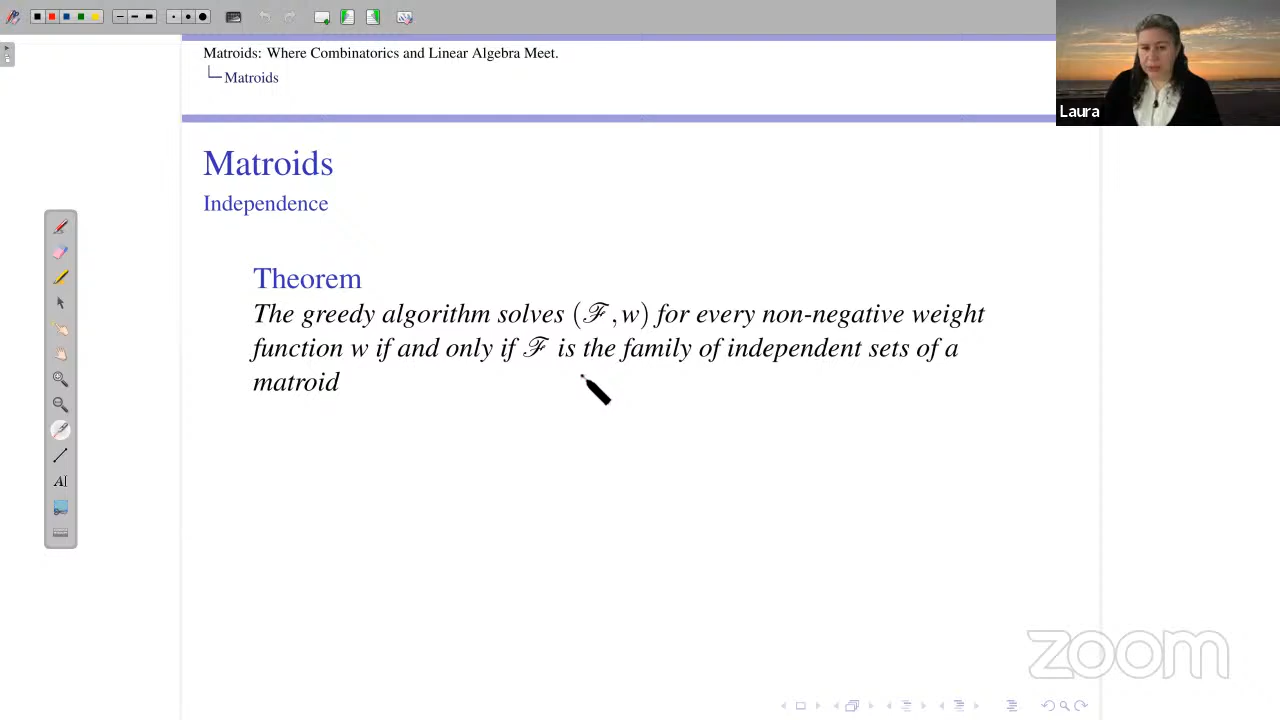 Matroids: Where Combinatorics and Linear Algebra Meet.
Matroids
Laura
Matroids
Independence
Theorem
The greedy algorithm solves (ℱ, w) for every non-negative weight
function w if and only if ℱ is the family of independent sets of a
matroid
A
zoom